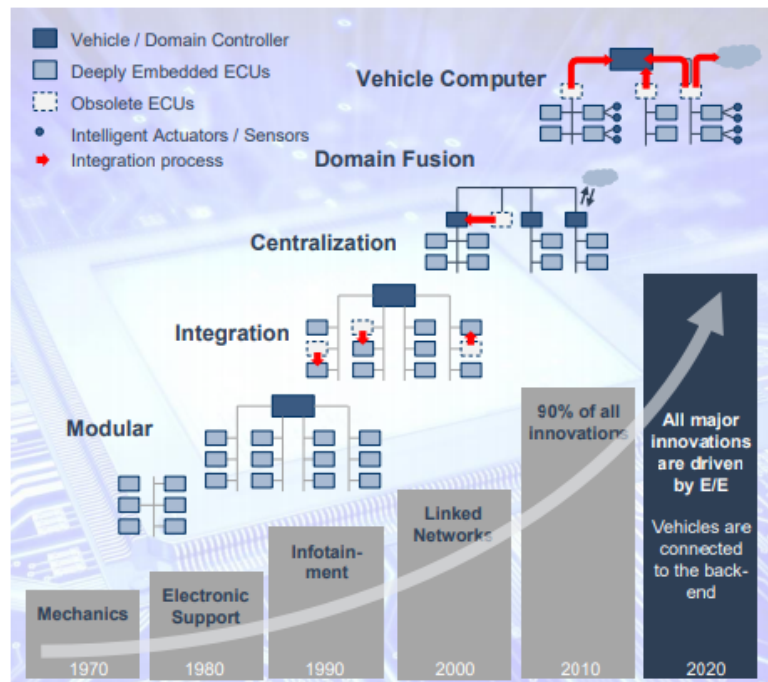 Vehicle / Domain Controller
Deeply Embedded ECUs
Obsolete ECUs
Intelligent Actuators / Sensors
Integration process
Vehicle Computer
Domain Fusion
Centralization
Integration
Modular
Mechanics
1970
Electronic
Support
1980
Infotain-
ment
1990
Linked
Networks
2000
90% of all
innovations
2010
All major
innovations
are driven
by E/E
Vehicles are
connected
to the back-
end
2020